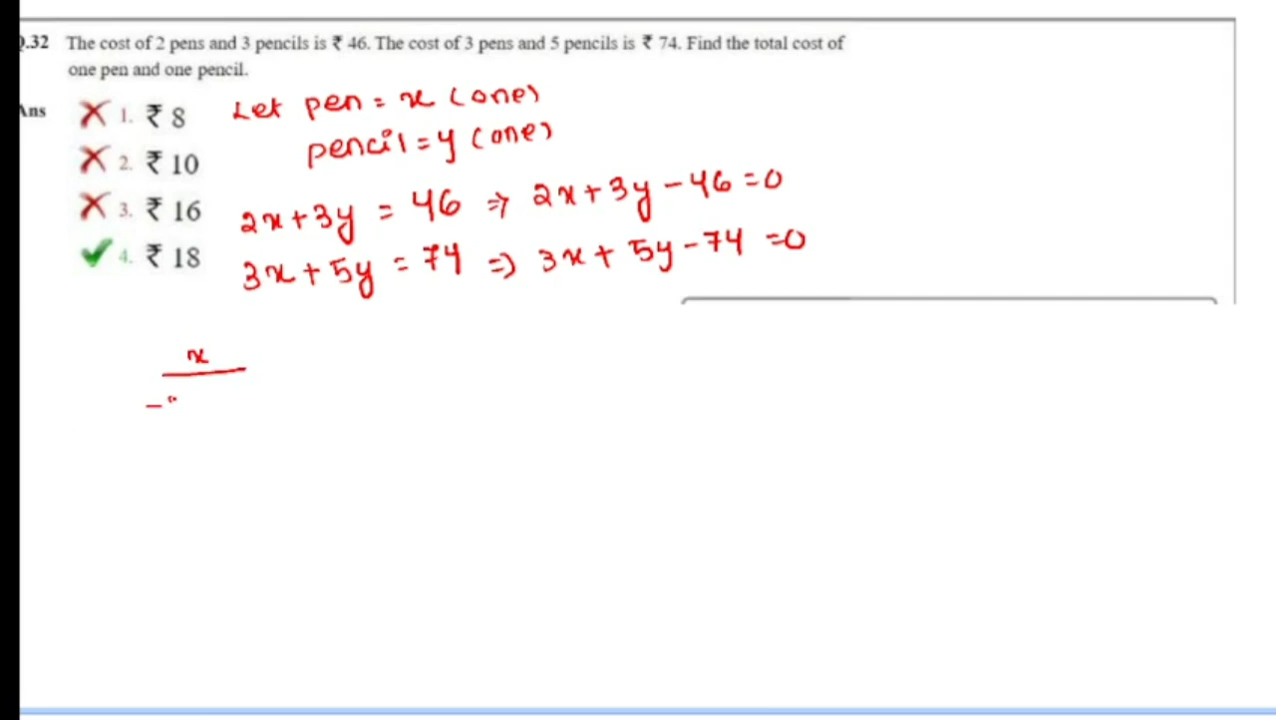 .32 The cost of 2 pens and 3 pencils is ₹ 46. The cost of 3 pens and 5 pencils is ₹ 74. Find the total cost of
one pen and one pencil.
Ans
1. ₹ 8
Let pen = x (one)
pencil = y (one)
2. ₹ 10
3. ₹ 16
2x+3y = 46 ⇒ 2x+3y-46=0
4. ₹ 18
3x+5y = 74 ⇒ 3x+5y-74=0
x